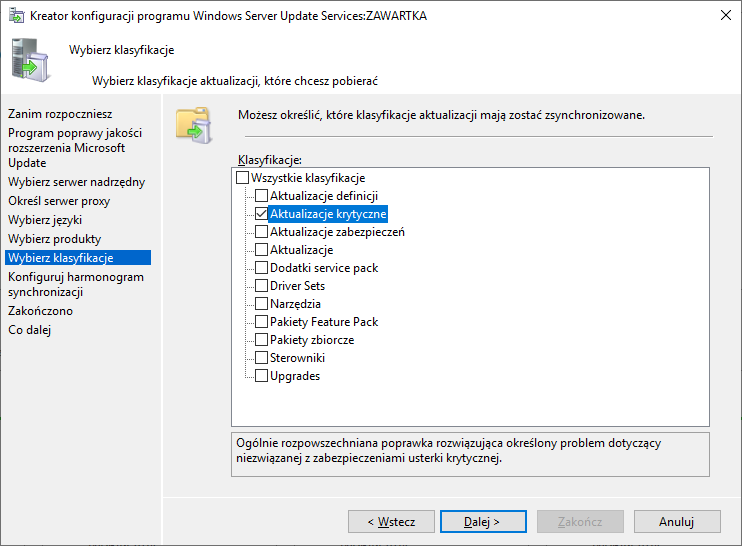 Kreator konfiguracji programu Windows Server Update Services:ZAWARTKA
Wybierz klasyfikacje
Wybierz klasyfikacje aktualizacji, które chcesz pobierać
Zanim rozpoczniesz
Program poprawy jakości
rozszerzenia Microsoft
Update
Wybierz serwer nadrzędny
Określ serwer proxy
Wybierz języki
Wybierz produkty
Wybierz klasyfikacje
Konfiguruj harmonogram
synchronizacji
Zakończono
Co dalej
Możesz określić, które klasyfikacje aktualizacji mają zostać zsynchronizowane.
Klasyfikacje:
Wszystkie klasyfikacje
Aktualizacje definicji
Aktualizacje krytyczne
Aktualizacje zabezpieczeń
Aktualizacje
Dodatki service pack
Driver Sets
Narzędzia
Pakiety Feature Pack
Pakiety zbiorcze
Sterowniki
Upgrades
Ogólnie rozpowszechniana poprawka rozwiązująca określony problem dotyczący
niezwiązanej z zabezpieczeniami usterki krytycznej.
< Wstecz
Dalej >
Zakończ
Anuluj